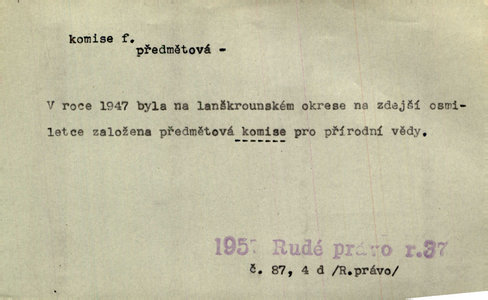 komise f.
předmětová -
V roce 1947 byla na lanškrounském okrese na zdejší osmi-
letce založena předmětová komise pro přírodní vědy.
1957 Rudé právo r.37
č. 87, 4 d /R.právo/